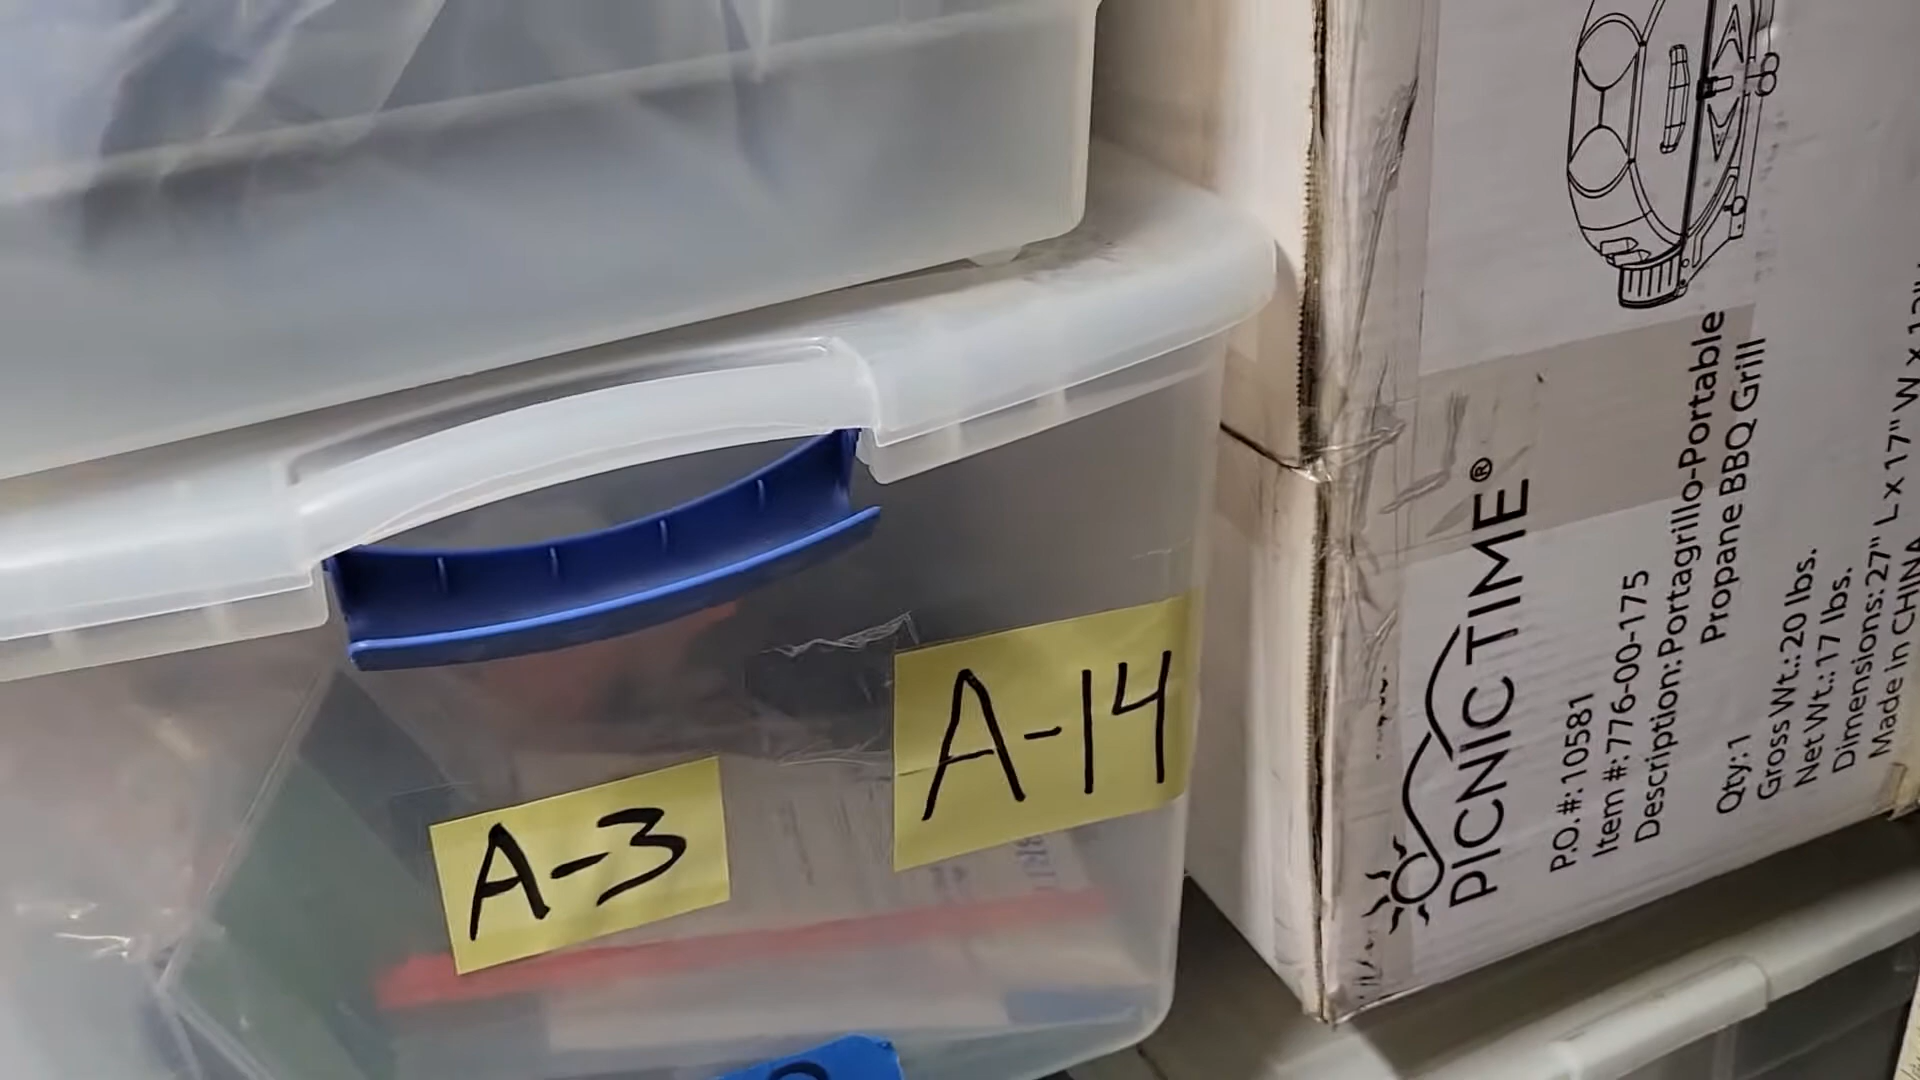 A-3
A-14
PICNIC TIME®
P.O.#: 10581
Item #: 776-00-175
Description: Portagrillo-Portable
Propane BBQ Grill
Qty: 1
Gross Wt.: 20 lbs.
Net Wt.: 17 lbs.
Dimensions: 27" L x 17" W x 13"
Made in CHINA